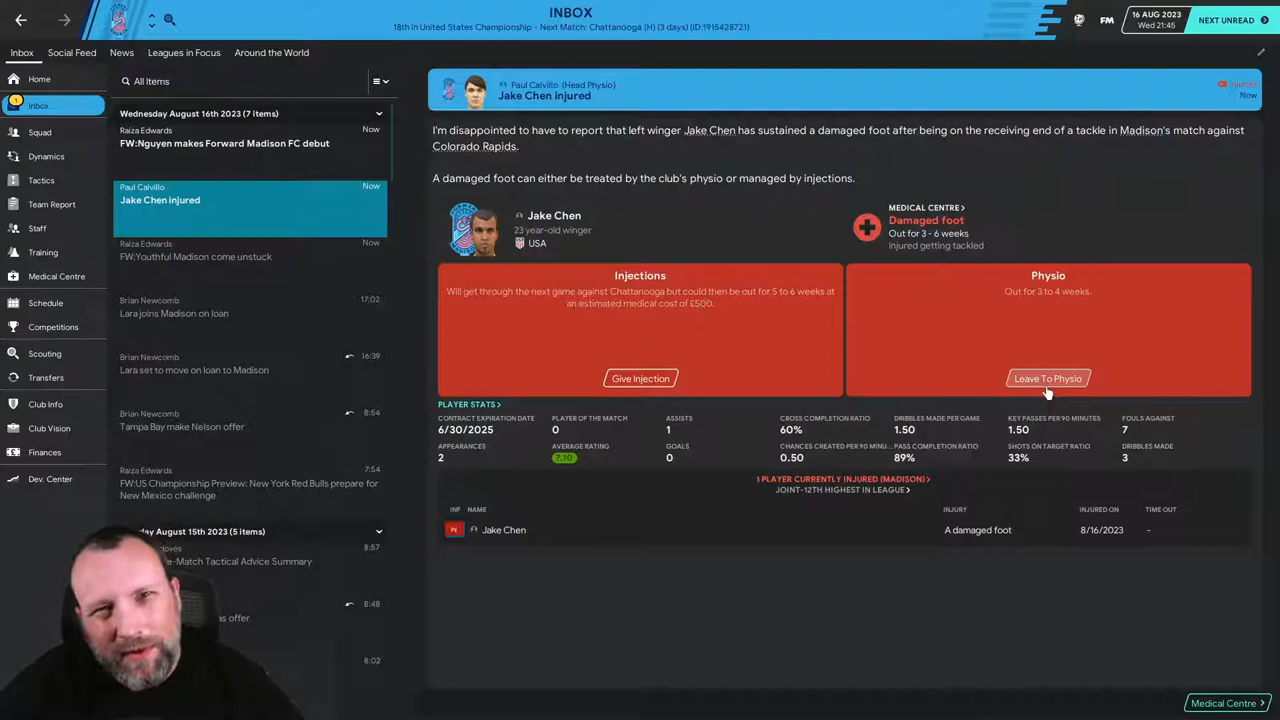 INBOX
18th in United States Championship - Next Match: Chattanooga (H) (3 days) (ID:1915428721)
FM
16 AUG 2023
Wed 21:45
NEXT UNREAD
Inbox
Social Feed
News
Leagues in Focus
Around the World
Home
1
Inbox
Squad
Dynamics
Tactics
Team Report
Staff
Training
Medical Centre
Schedule
Competitions
Scouting
Transfers
Club Info
Club Vision
Finances
Dev. Center
All Items
Wednesday August 16th 2023 (7 items)
Raiza Edwards
Now
FW:Nguyen makes Forward Madison FC debut
Paul Calvillo
Now
Jake Chen injured
Raiza Edwards
Now
FW:Youthful Madison come unstuck
Brian Newcomb
17:02
Lara joins Madison on loan
Brian Newcomb
16:39
Lara set to move on loan to Madison
Brian Newcomb
8:54
Tampa Bay make Nelson offer
Raiza Edwards
7:54
FW:US Championship Preview: New York Red Bulls prepare for
New Mexico challenge
day August 15th 2023 (5 items)
8:57
e-Match Tactical Advice Summary
8:48
as offer
8:02
Paul Calvillo (Head Physio)
Jake Chen injured
Injuries
Now
I'm disappointed to have to report that left winger Jake Chen has sustained a damaged foot after being on the receiving end of a tackle in Madison's match against
Colorado Rapids.
A damaged foot can either be treated by the club's physio or managed by injections.
Jake Chen
23 year-old winger
USA
MEDICAL CENTRE >
Damaged foot
Out for 3 - 6 weeks
Injured getting tackled
Injections
Will get through the next game against Chattanooga but could then be out for 5 to 6 weeks at
an estimated medical cost of £500.
Give Injection
Physio
Out for 3 to 4 weeks.
Leave To Physio
PLAYER STATS >
CONTRACT EXPIRATION DATE
6/30/2025
PLAYER OF THE MATCH
0
ASSISTS
1
CROSS COMPLETION RATIO
60%
DRIBBLES MADE PER GAME
1.50
KEY PASSES PER 90 MINUTES
1.50
FOULS AGAINST
7
APPEARANCES
2
AVERAGE RATING
7.10
GOALS
0
CHANCES CREATED PER 90 MINU...
0.50
PASS COMPLETION RATIO
89%
SHOTS ON TARGET RATIO
33%
DRIBBLES MADE
3
1 PLAYER CURRENTLY INJURED (MADISON) >
JOINT-12TH HIGHEST IN LEAGUE >
INF NAME
INJURY
INJURED ON
TIME OUT
Inj
Jake Chen
A damaged foot
8/16/2023
-
Medical Centre >